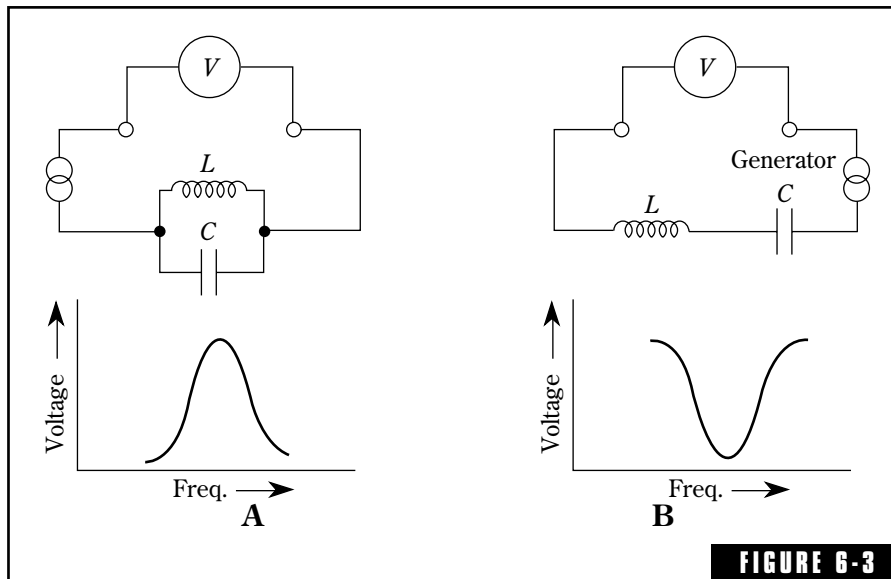 V
L
C
Voltage
Freq.
A
V
Generator
C
L
Voltage
Freq.
B
FIGURE 6-3